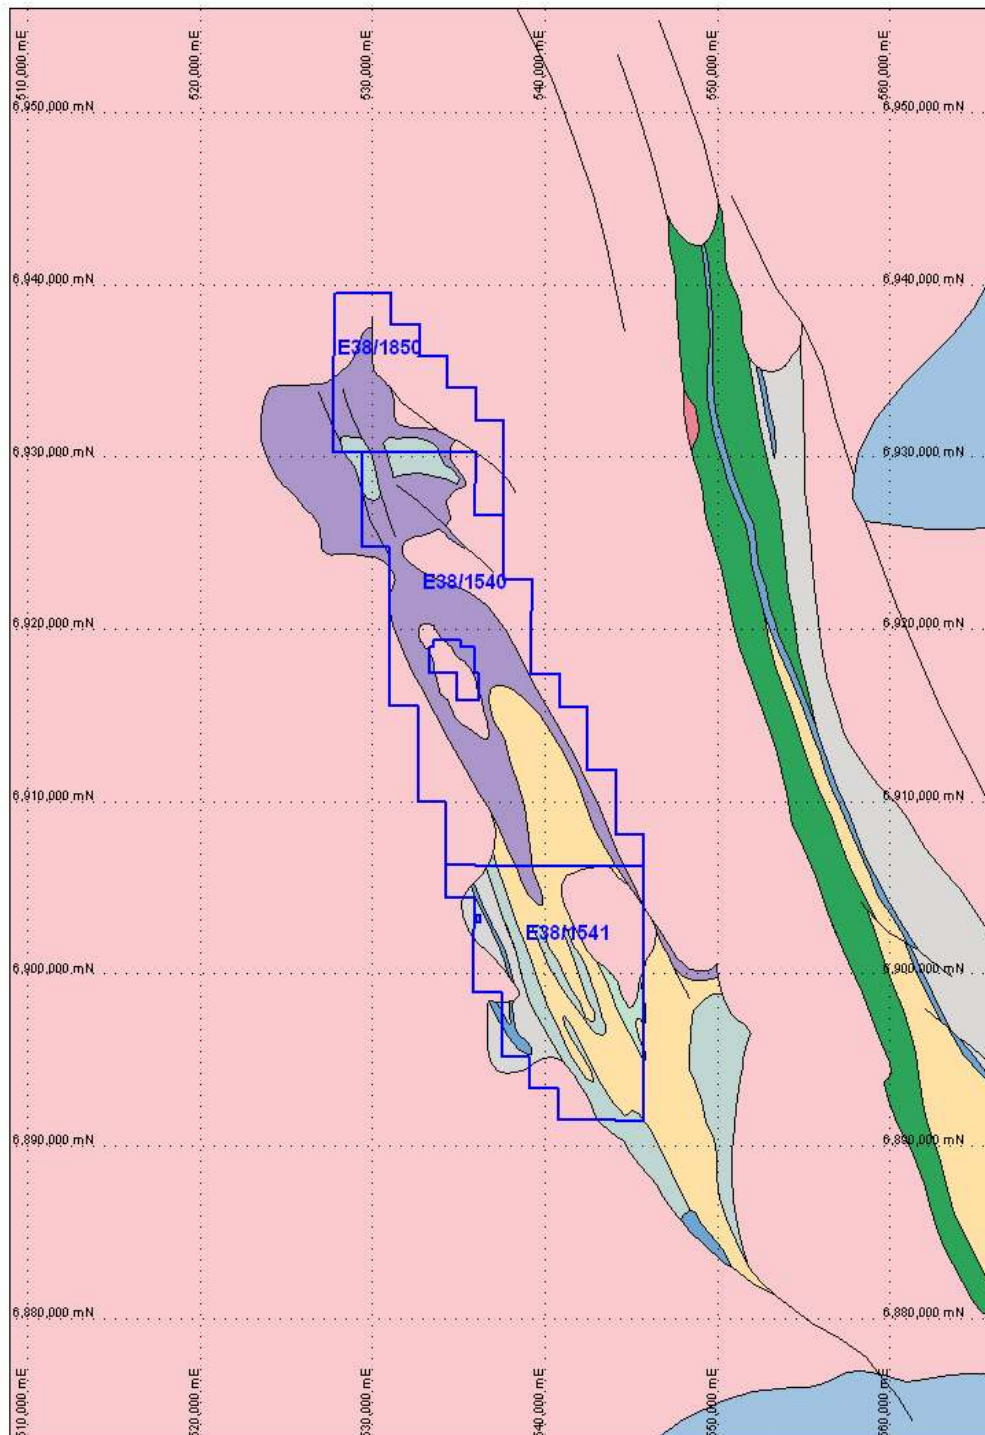 510,000 mE
520,000 mE
530,000 mE
540,000 mE
550,000 mE
560,000 mE
6,950,000 mN
6,950,000 mN
6,940,000 mN
6,940,000 mN
E38/1850
6,930,000 mN
6,930,000 mN
E38/1540
6,920,000 mN
6,920,000 mN
6,910,000 mN
6,910,000 mN
E38/1541
6,900,000 mN
6,900,000 mN
6,890,000 mN
6,890,000 mN
6,880,000 mN
6,880,000 mN
510,000 mE
520,000 mE
530,000 mE
540,000 mE
550,000 mE
560,000 mE